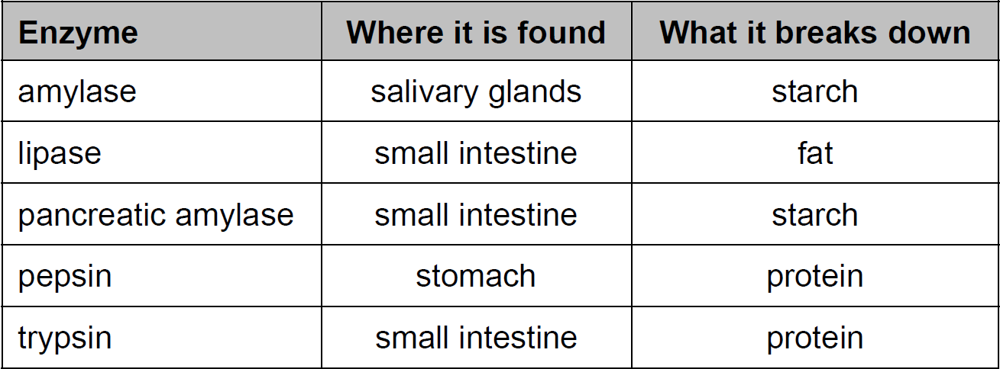 Enzyme Where it is found What it breaks down
amylase salivary glands starch
lipase small intestine fat
pancreatic amylase small intestine starch
pepsin stomach protein
trypsin small intestine protein